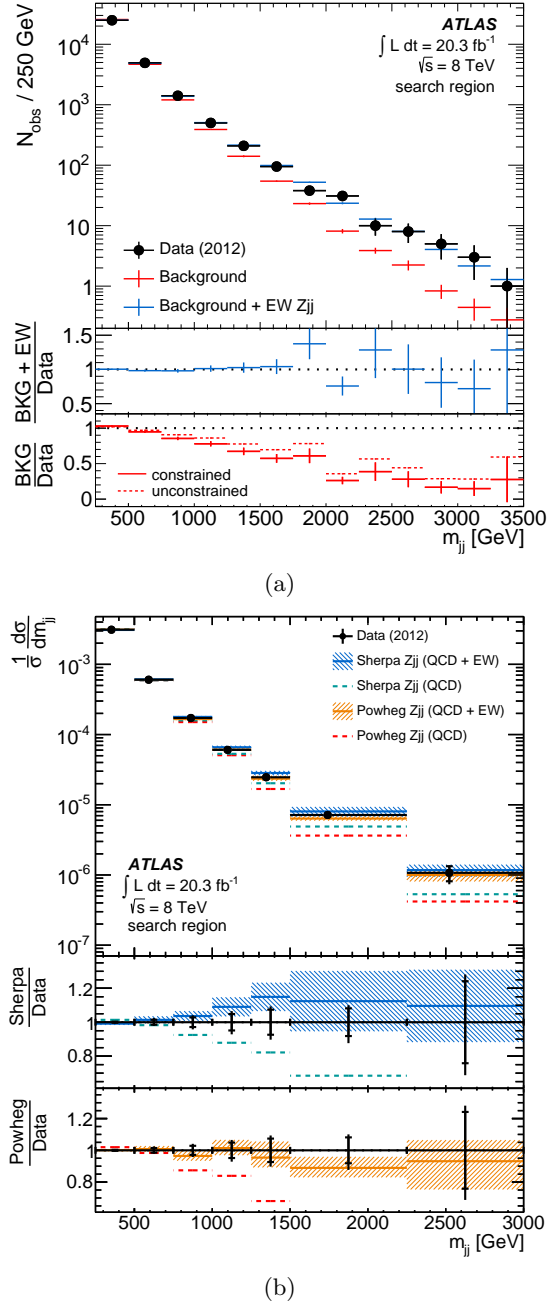 ATLAS
∫ L dt = 20.3 fb⁻¹
√s = 8 TeV
search region
N_obs / 250 GeV
10⁴
10³
10²
10
1
Data (2012)
Background
Background + EW Zjj
BKG + EW
Data
1.5
1
0.5
BKG
Data
1
0.5
0
constrained
unconstrained
500 1000 1500 2000 2500 3000 3500
m_jj [GeV]
(a)
1/σ dσ/dm_jj
10⁻³
10⁻⁴
10⁻⁵
10⁻⁶
10⁻⁷
Data (2012)
Sherpa Zjj (QCD + EW)
Sherpa Zjj (QCD)
Powheg Zjj (QCD + EW)
Powheg Zjj (QCD)
ATLAS
∫ L dt = 20.3 fb⁻¹
√s = 8 TeV
search region
Sherpa
Data
1.2
1
0.8
Powheg
Data
1.2
1
0.8
500 1000 1500 2000 2500 3000
m_jj [GeV]
(b)